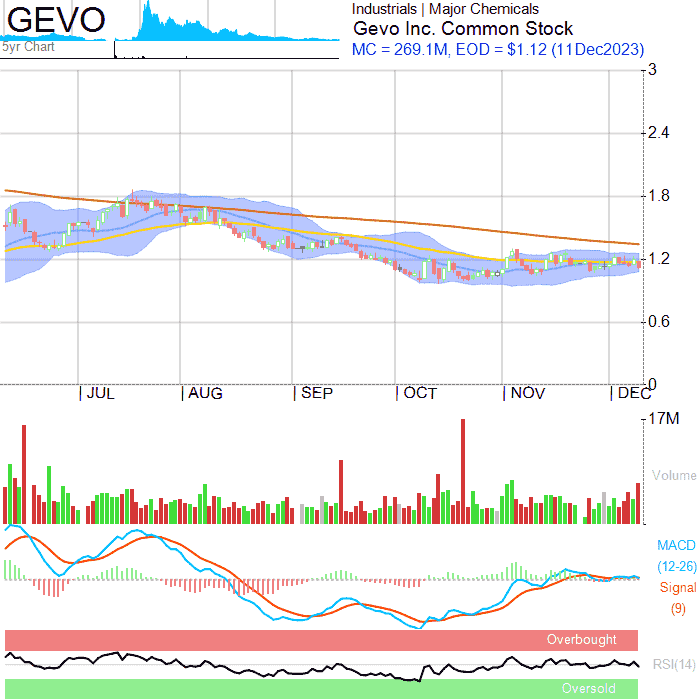 GEVO
5yr Chart
Industrials | Major Chemicals
Gevo Inc. Common Stock
MC = 269.1M, EOD = $1.12 (11Dec2023)
3
2.4
1.8
1.2
0.6
0
| JUL | AUG | SEP | OCT | NOV | DEC
17M
Volume
MACD
(12-26)
Signal
(9)
Overbought
RSI(14)
Oversold